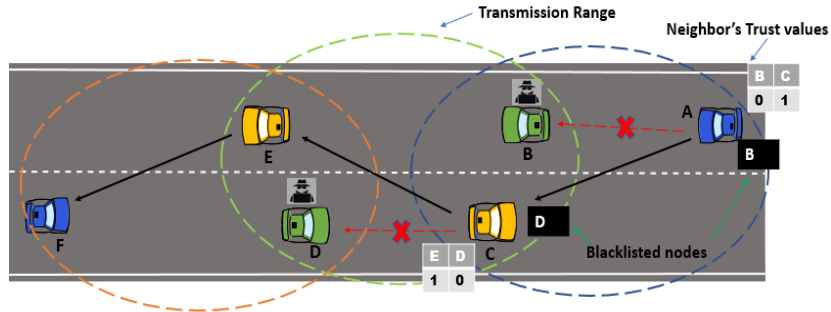 Transmission Range
Neighbor's Trust values
B C
0 1
A
B
B
E
D
F
D
C
E D
1 0
Blacklisted nodes